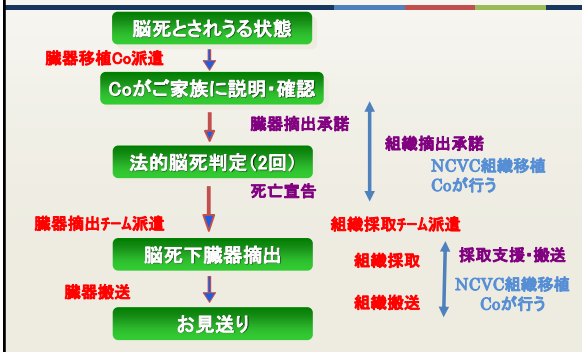 脳死とされうる状態
臓器移植Co派遣
Coがご家族に説明・確認
臓器摘出承諾
組織摘出承諾
NCVC組織移植
Coが行う
法的脳死判定(2回)
死亡宣告
臓器摘出チーム派遣
組織採取チーム派遣
脳死下臓器摘出
組織採取
採取支援・搬送
臓器搬送
NCVC組織移植
Coが行う
組織搬送
お見送り